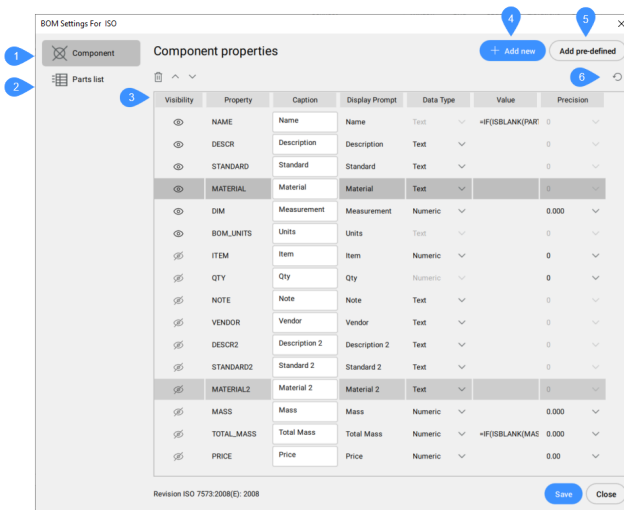 BOM Settings For ISO
4
5
1
Component
Component properties
+ Add new
Add pre-defined
2
Parts list
6
3
Visibility Property Caption Display Prompt Data Type Value Precision
NAME Name Name Text =IF(ISBLANK(PART 0
DESCR Description Description Text 0
STANDARD Standard Standard Text 0
MATERIAL Material Material Text 0
DIM Measurement Measurement Numeric 0.000
BOM_UNITS Units Units Text 0
ITEM Item Item Numeric 0
QTY Qty Qty Numeric 0
NOTE Note Note Text 0
VENDOR Vendor Vendor Text 0
DESCR2 Description 2 Description 2 Text 0
STANDARD2 Standard 2 Standard 2 Text 0
MATERIAL2 Material 2 Material 2 Text 0
MASS Mass Mass Numeric 0.000
TOTAL_MASS Total Mass Total Mass Numeric =IF(ISBLANK(MAS 0.000
PRICE Price Price Numeric 0.00
Revision ISO 7573:2008(E): 2008
Save
Close